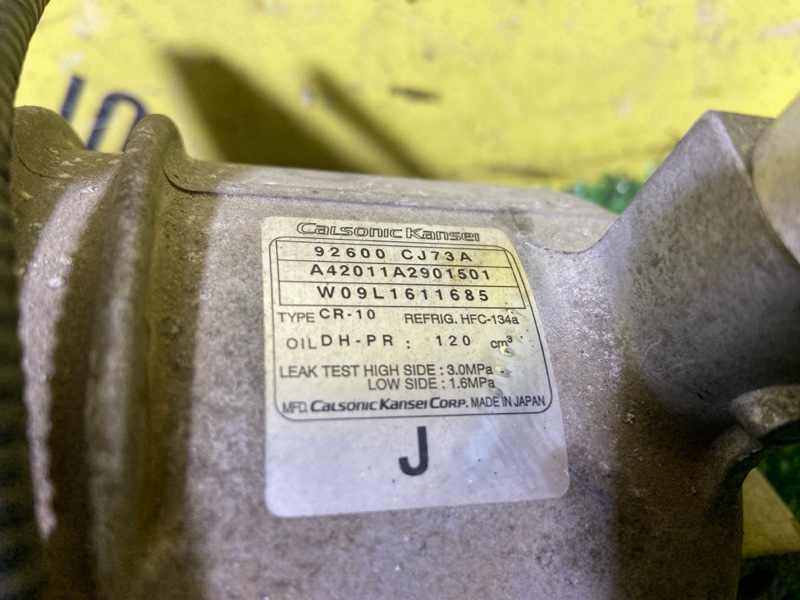 Calsonic Kansei
92600 CJ73A
A42011A2901501
W09L1611685
TYPE CR-10 REFRIG. HFC-134a
OIL DH-PR : 120 cm³
LEAK TEST HIGH SIDE : 3.0MPa
LOW SIDE : 1.6MPa
MFD. CALSONIC KANSEI CORP. MADE IN JAPAN
J